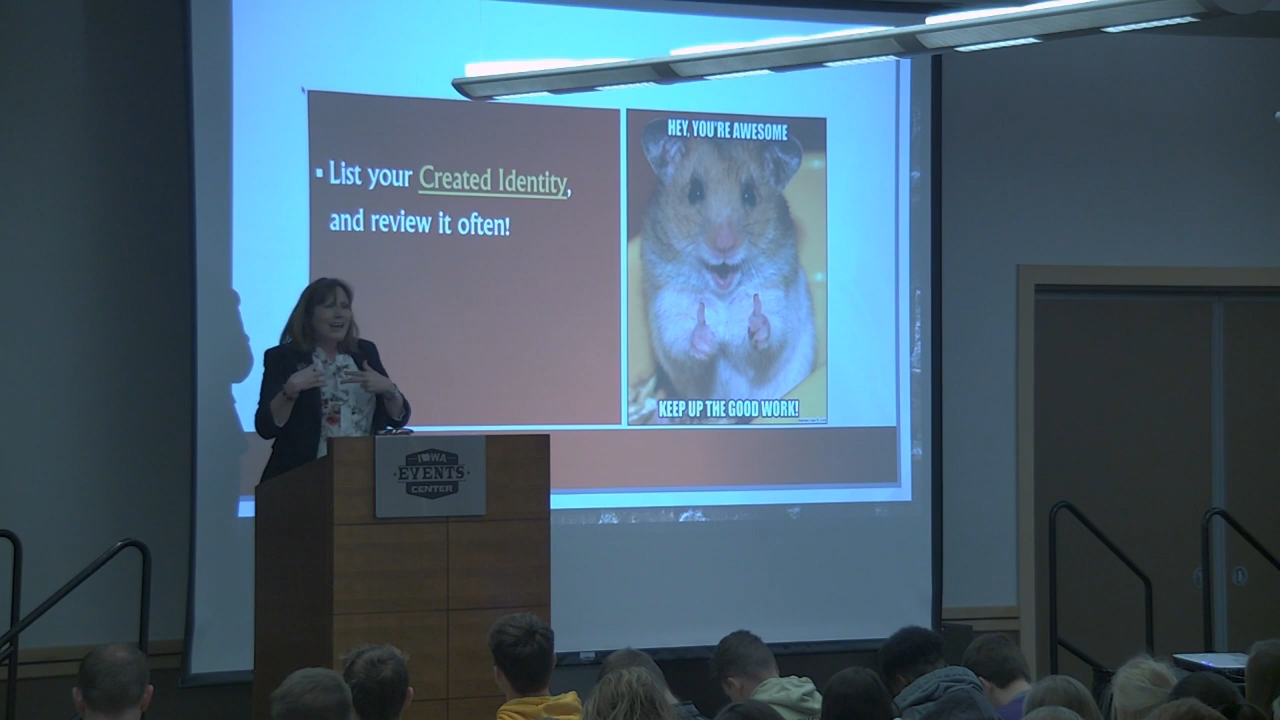 ▪ List your Created Identity,
and review it often!
HEY, YOU'RE AWESOME
KEEP UP THE GOOD WORK!
IOWA
EVENTS
CENTER